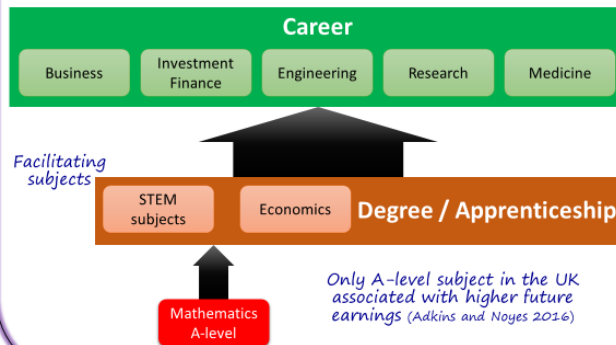 Career
Business
Investment
Finance
Engineering
Research
Medicine
Facilitating
subjects
STEM
subjects
Economics
Degree / Apprenticeship
Mathematics
A-level
Only A-level subject in the UK
associated with higher future
earnings (Adkins and Noyes 2016)